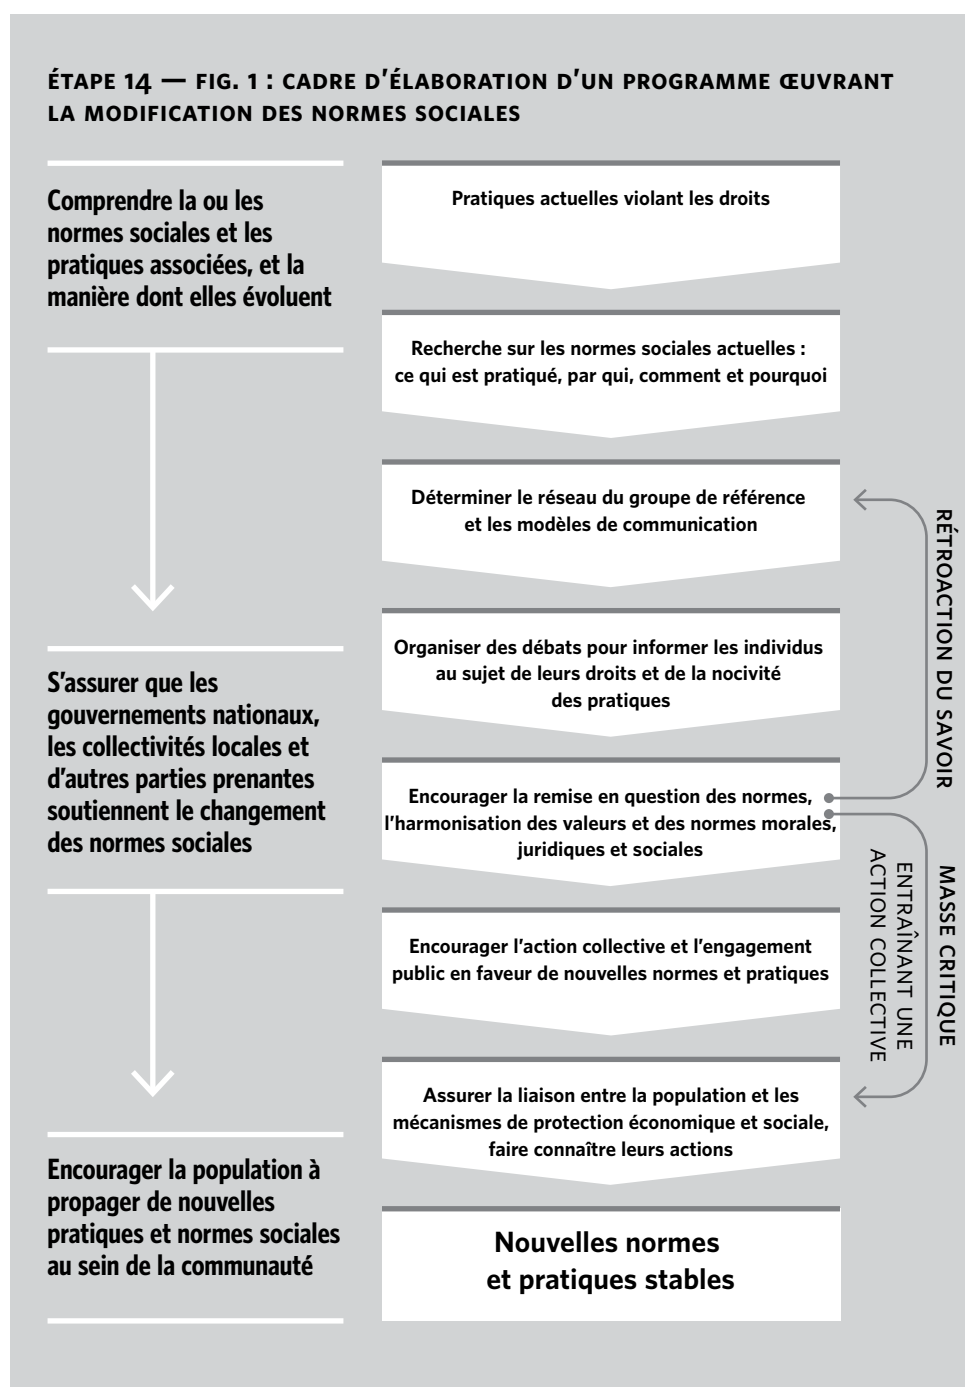 ÉTAPE 14 — FIG. 1 : CADRE D'ÉLABORATION D'UN PROGRAMME ŒUVRANT
LA MODIFICATION DES NORMES SOCIALES
Comprendre la ou les
normes sociales et les
pratiques associées, et la
manière dont elles évoluent
S'assurer que les
gouvernements nationaux,
les collectivités locales et
d'autres parties prenantes
soutiennent le changement
des normes sociales
Encourager la population à
propager de nouvelles
pratiques et normes sociales
au sein de la communauté
Pratiques actuelles violant les droits
Recherche sur les normes sociales actuelles :
ce qui est pratiqué, par qui, comment et pourquoi
Déterminer le réseau du groupe de référence
et les modèles de communication
Organiser des débats pour informer les individus
au sujet de leurs droits et de la nocivité
des pratiques
Encourager la remise en question des normes,
l'harmonisation des valeurs et des normes morales,
juridiques et sociales
Encourager l'action collective et l'engagement
public en faveur de nouvelles normes et pratiques
Assurer la liaison entre la population et les
mécanismes de protection économique et sociale,
faire connaître leurs actions
Nouvelles normes
et pratiques stables
RÉTROACTION DU SAVOIR
MASSE CRITIQUE
ENTRAÎNANT UNE
ACTION COLLECTIVE